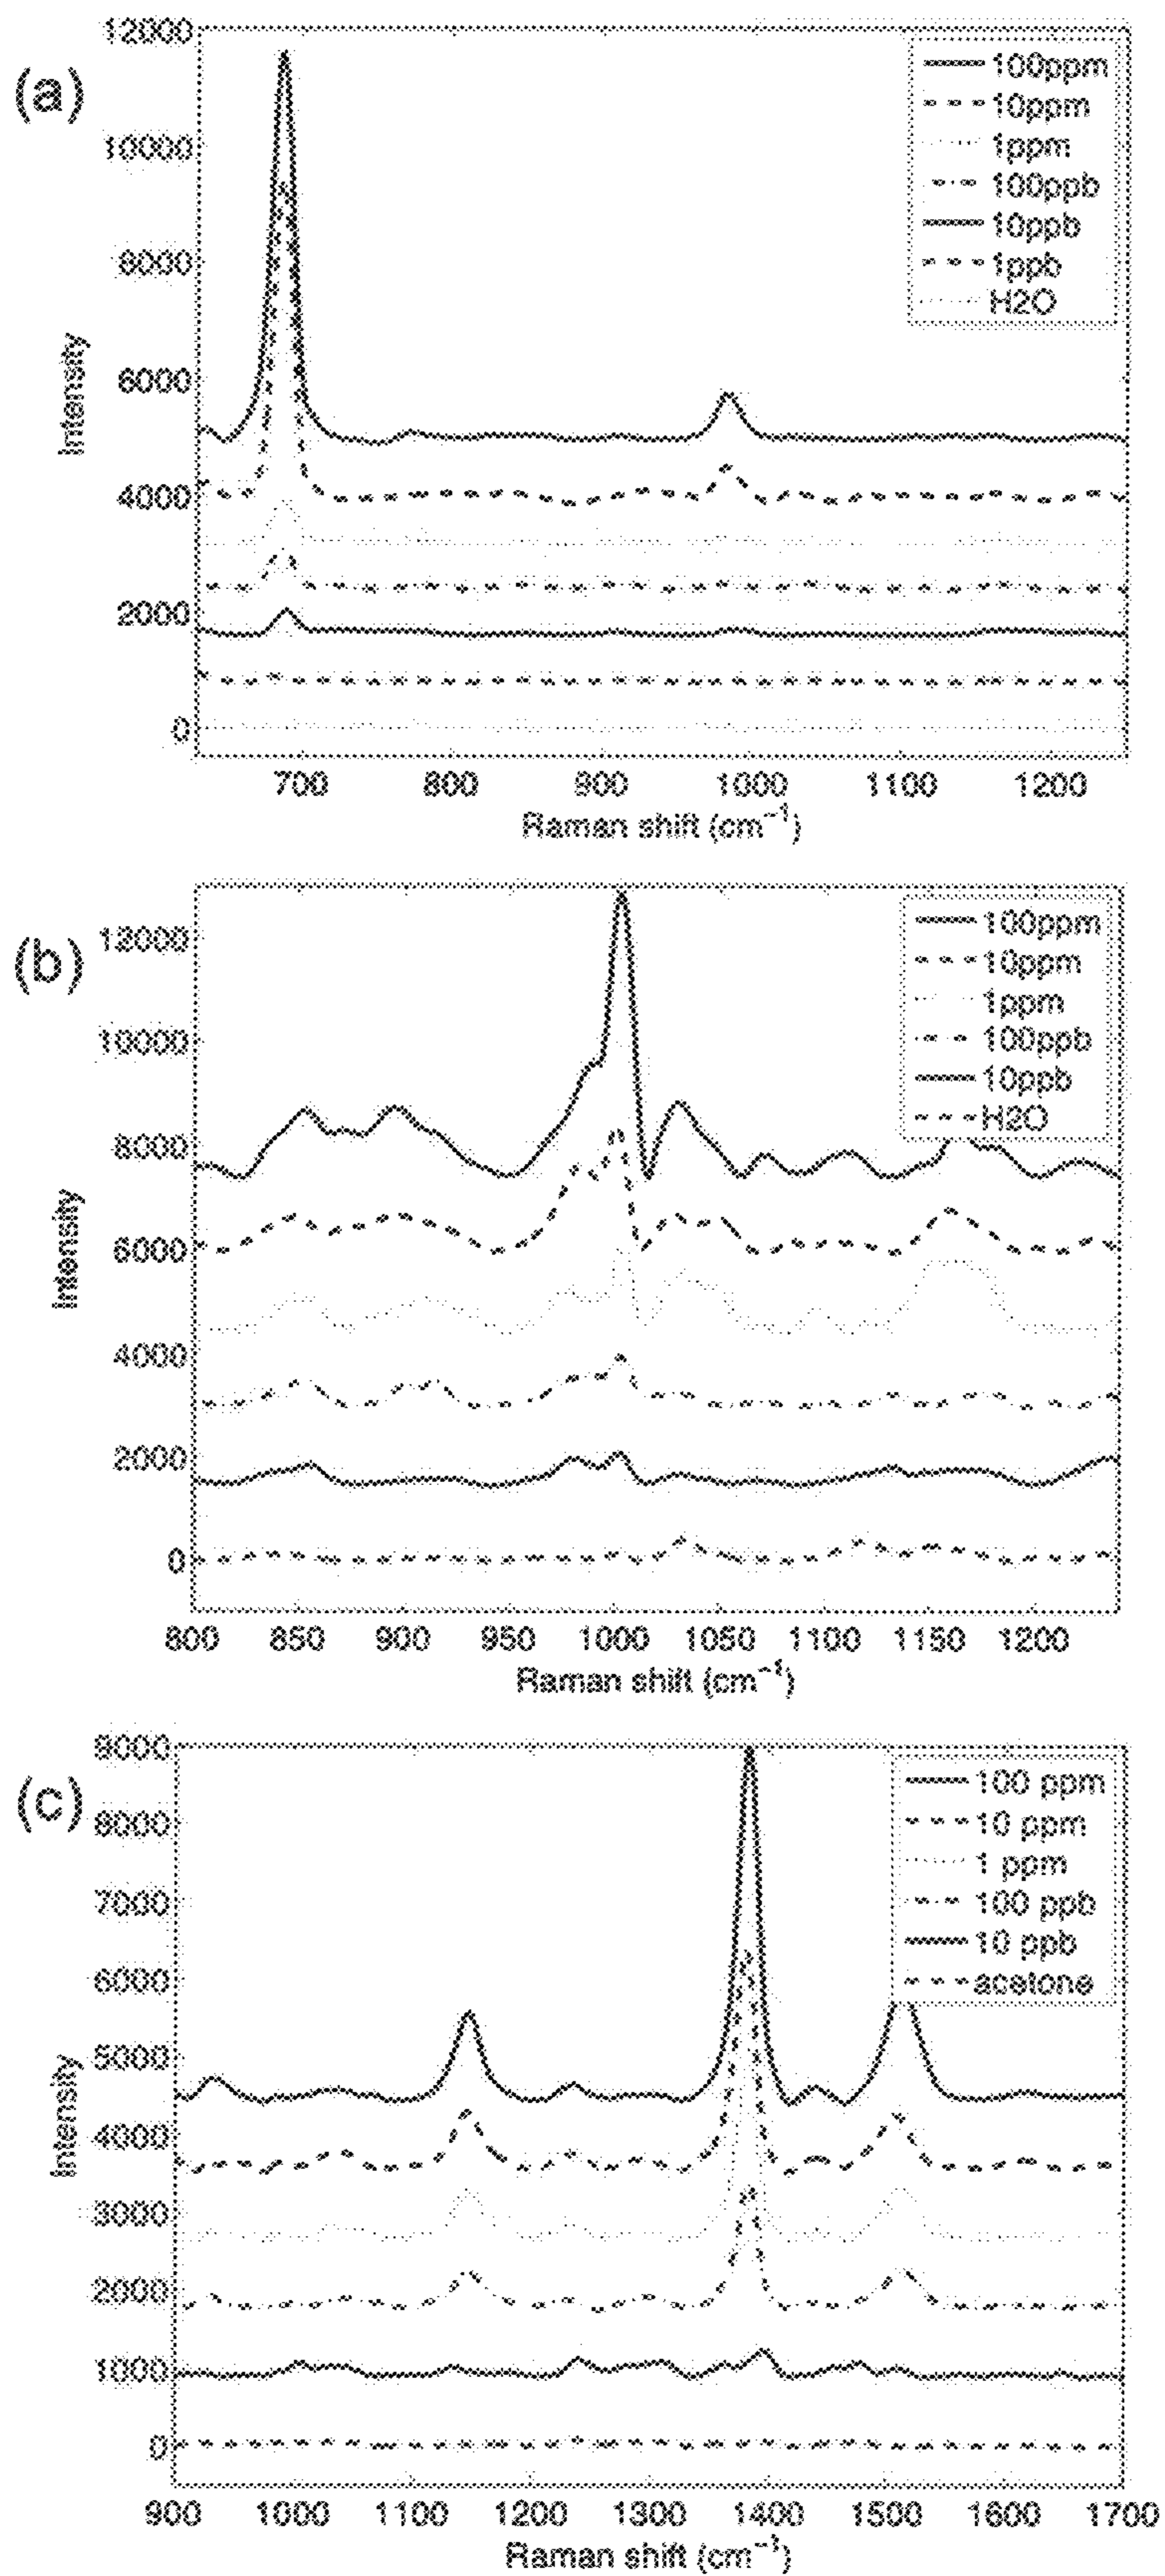 (a)
12000
10000
8000
6000
4000
2000
0
Intensity
100ppm
10ppm
1ppm
100ppb
10ppb
1ppb
H2O
700 800 900 1000 1100 1200
Raman shift (cm⁻¹)
(b)
12000
10000
8000
6000
4000
2000
0
Intensity
100ppm
10ppm
1ppm
100ppb
10ppb
H2O
800 850 900 950 1000 1050 1100 1150 1200
Raman shift (cm⁻¹)
(c)
9000
8000
7000
6000
5000
4000
3000
2000
1000
0
Intensity
100 ppm
10 ppm
1 ppm
100 ppb
10 ppb
acetone
900 1000 1100 1200 1300 1400 1500 1600 1700
Raman shift (cm⁻¹)